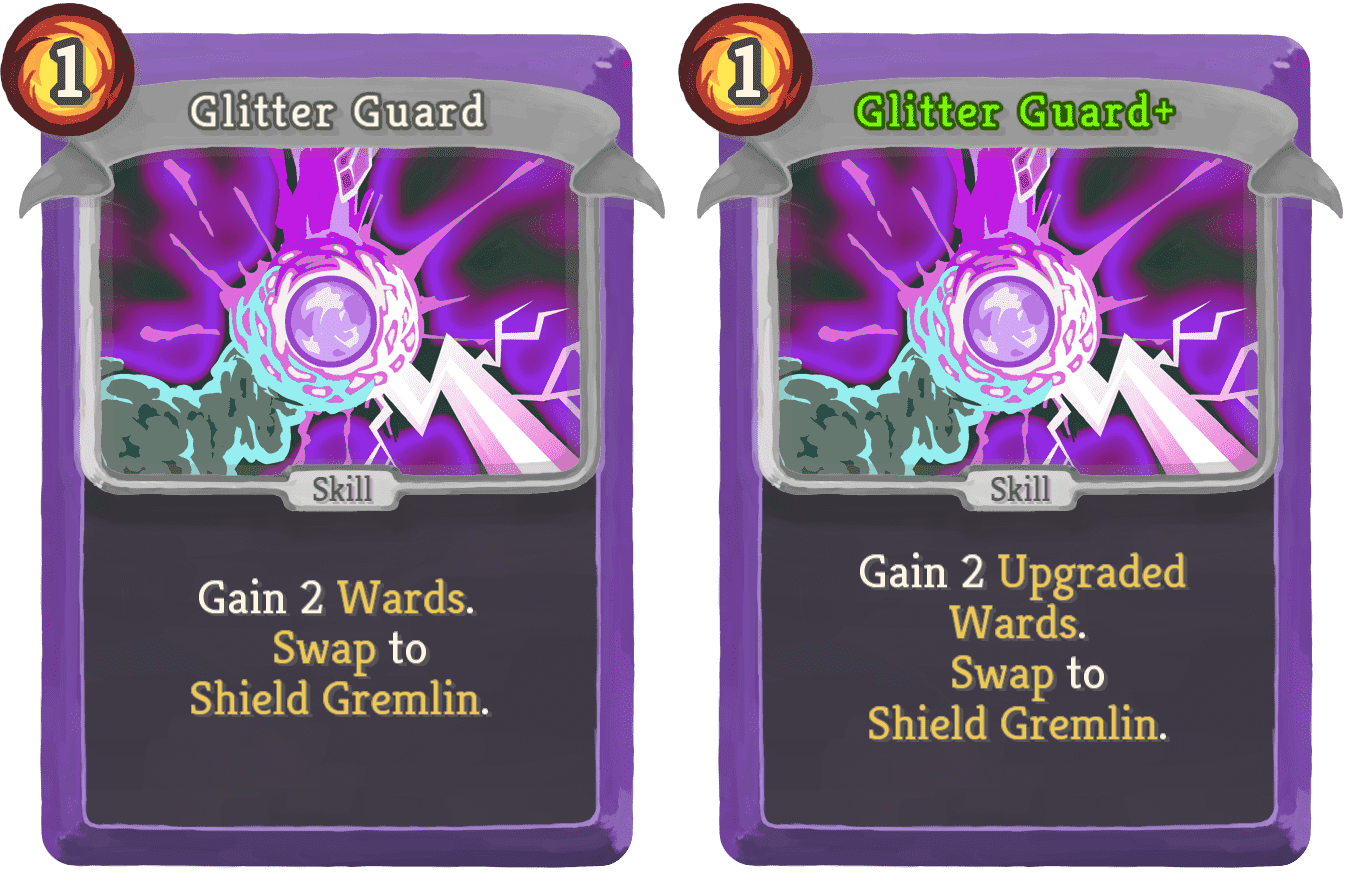 1
Glitter Guard
Skill
Gain 2 Wards.
Swap to
Shield Gremlin.
1
Glitter Guard+
Skill
Gain 2 Upgraded
Wards.
Swap to
Shield Gremlin.